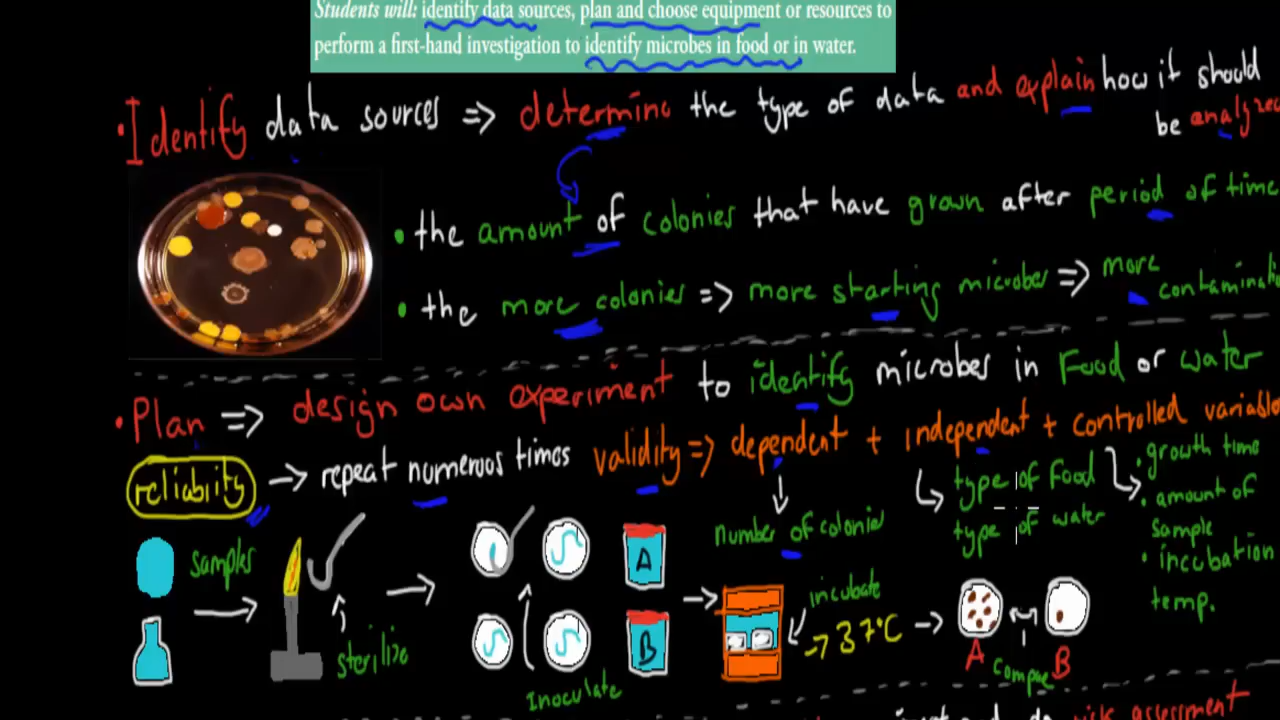 Students will: identify data sources, plan and choose equipment or resources to
perform a first-hand investigation to identify microbes in food or in water.
• Identify data sources => determine the type of data and explain how it should
be analyzed
• the amount of colonies that have grown after period of time
• the more colonies => more starting microbes => more
contaminatio
• Plan => design own experiment to identify microbes in Food or water
reliability → repeat numerous times validity => dependent + independent + controlled variable
number of colonies
type of food
type of water
• growth time
• amount of
sample
• incubation
temp.
samples
sterilise
Inoculate
A
B
incubate
→ 37°C →
A
B
compare
risk assessment